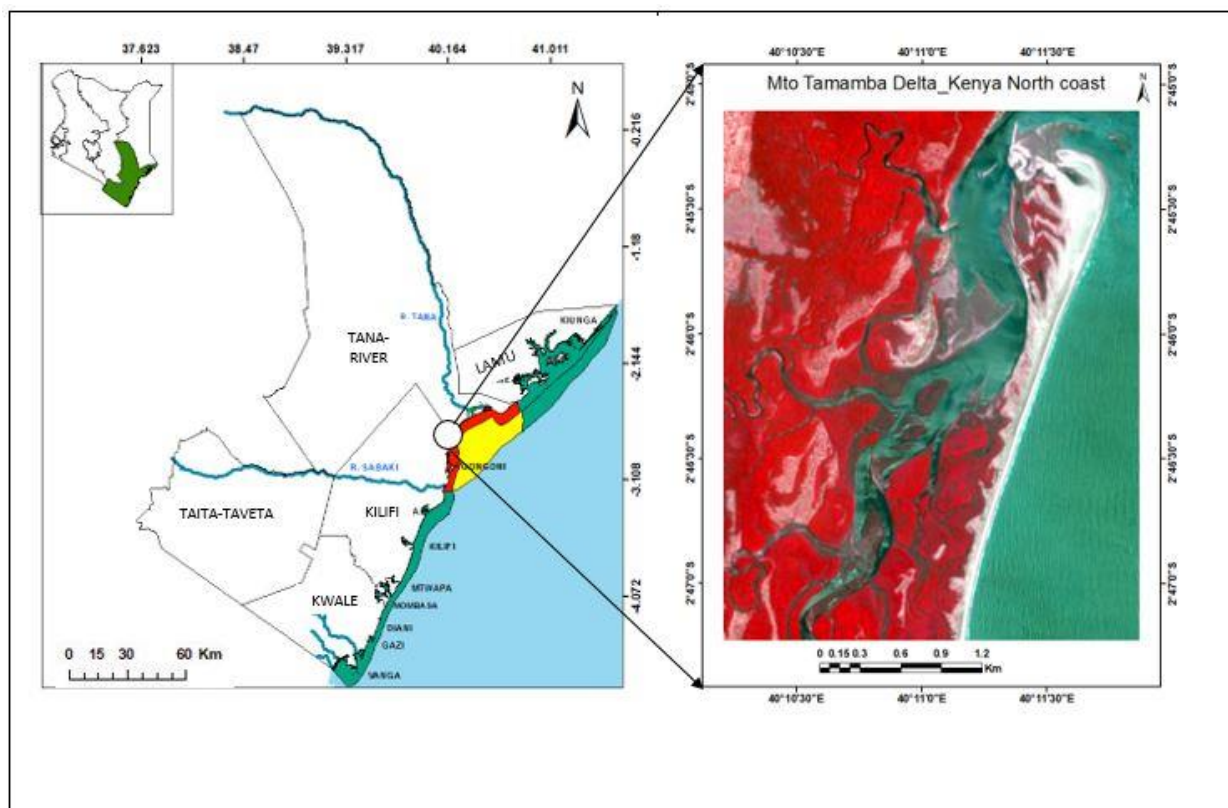 37.623 38.47 39.317 40.164 41.011
N
-0.216
-1.18
-2.144
-3.108
-4.072
R. TANA
TANA-
RIVER
KIUNGA
LAMU
R. SABAKI
TAITA-TAVETA
KILIFI
A
KILIFI
KWALE
MTWAPA
MOMBASA
DIANI
GAZI
VANGA
0 15 30 60 Km
40°10'30"E 40°11'0"E 40°11'30"E
Mto Tamamba Delta_Kenya North coast
N
2°45'0"S 2°45'0"S
2°45'30"S 2°45'30"S
2°46'0"S 2°46'0"S
2°46'30"S 2°46'30"S
2°47'0"S 2°47'0"S
0 0.15 0.3 0.6 0.9 1.2
Km
40°10'30"E 40°11'0"E 40°11'30"E